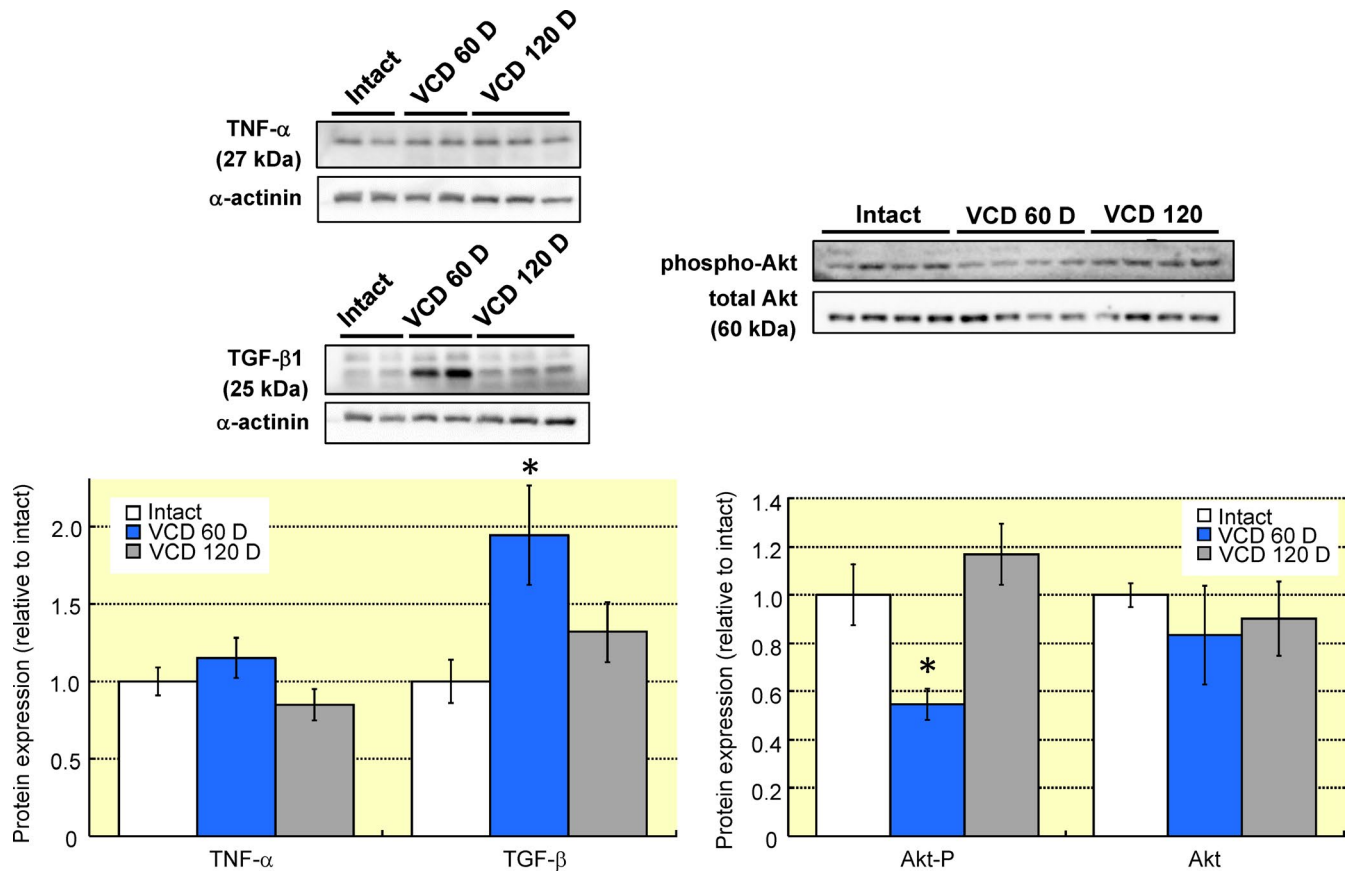 Intact
VCD 60 D
VCD 120 D
TNF-α
(27 kDa)
α-actinin
Intact
VCD 60 D
VCD 120 D
TGF-β1
(25 kDa)
α-actinin
Intact
VCD 60 D
VCD 120
phospho-Akt
total Akt
(60 kDa)
Protein expression (relative to intact)
2.0
1.5
1.0
0.5
0
Intact
VCD 60 D
VCD 120 D
*
TNF-α
TGF-β
Protein expression (relative to intact)
1.4
1.2
1.0
0.8
0.6
0.4
0.2
0
Intact
VCD 60 D
VCD 120 D
*
Akt-P
Akt